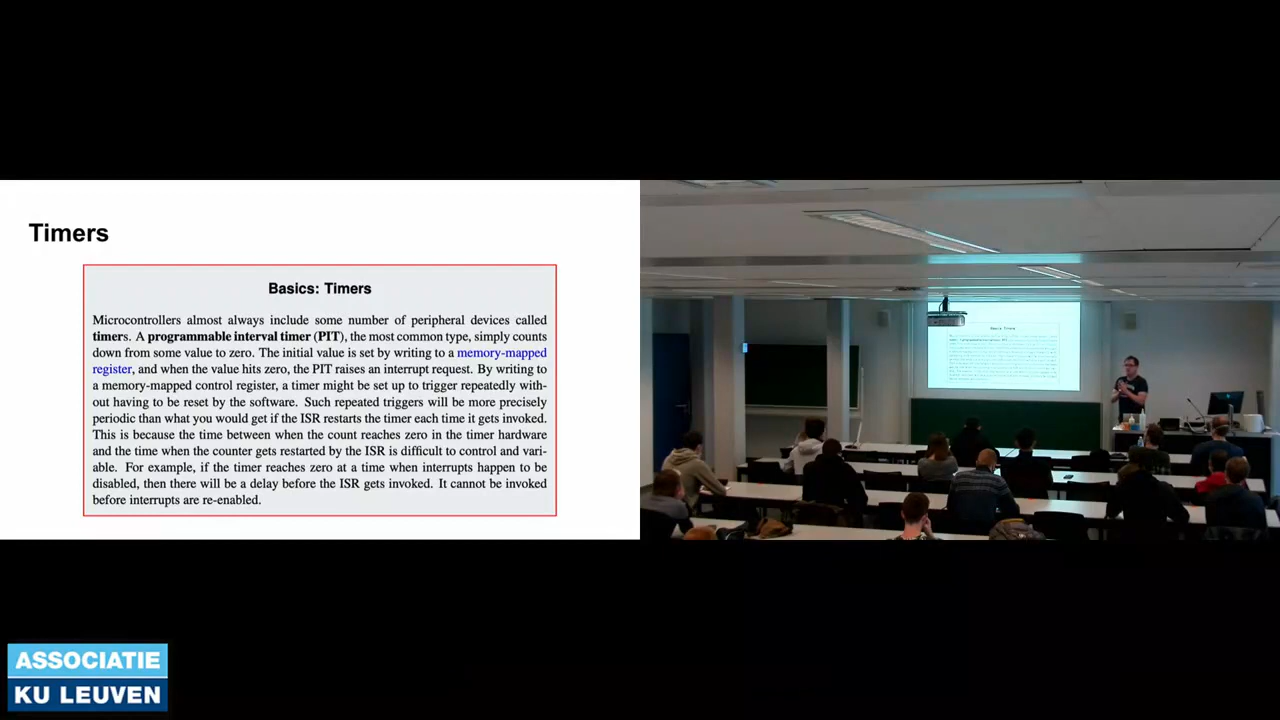 Timers
Basics: Timers
Microcontrollers almost always include some number of peripheral devices called
timers. A programmable interval timer (PIT), the most common type, simply counts
down from some value to zero. The initial value is set by writing to a memory-mapped
register, and when the value hits zero, the PIT raises an interrupt request. By writing to
a memory-mapped control register, a timer might be set up to trigger repeatedly with-
out having to be reset by the software. Such repeated triggers will be more precisely
periodic than what you would get if the ISR restarts the timer each time it gets invoked.
This is because the time between when the count reaches zero in the timer hardware
and the time when the counter gets restarted by the ISR is difficult to control and vari-
able. For example, if the timer reaches zero at a time when interrupts happen to be
disabled, then there will be a delay before the ISR gets invoked. It cannot be invoked
before interrupts are re-enabled.
Basics: Timers
ASSOCIATIE
KU LEUVEN